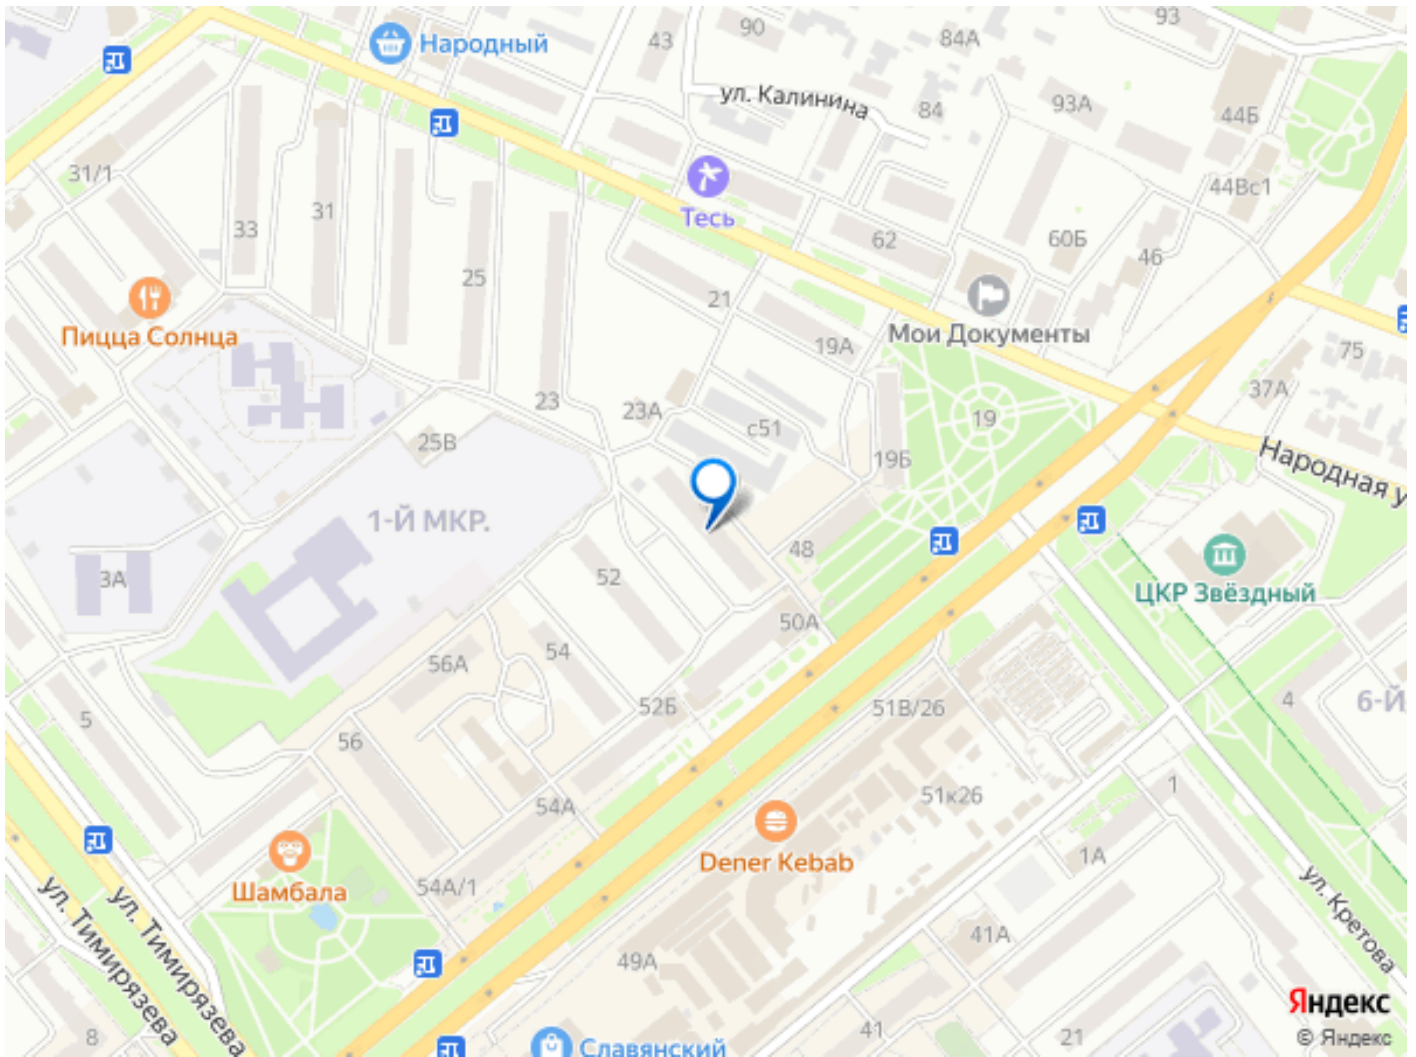 93
90
84А
43
Народный
ул. Калинина
84
93А
44Б
31/1
44Вс1
31
33
Тесь
62
60Б
46
25
21
Пицца Солнца
Мои Документы
19А
75
37А
23
23А
19
с51
25В
19Б
Народная у
1-Й МКР.
48
3А
52
ЦКР Звёздный
50А
54
56А
52Б
51В/26
4
6-Й
5
56
54А
51к26
1
Dener Kebab
1А
Шамбала
54А/1
ул. Тимирязева
ул. Тимирязева
ул. Кретова
41А
49А
Яндекс
8
41
21
© Яндекс
Славянский